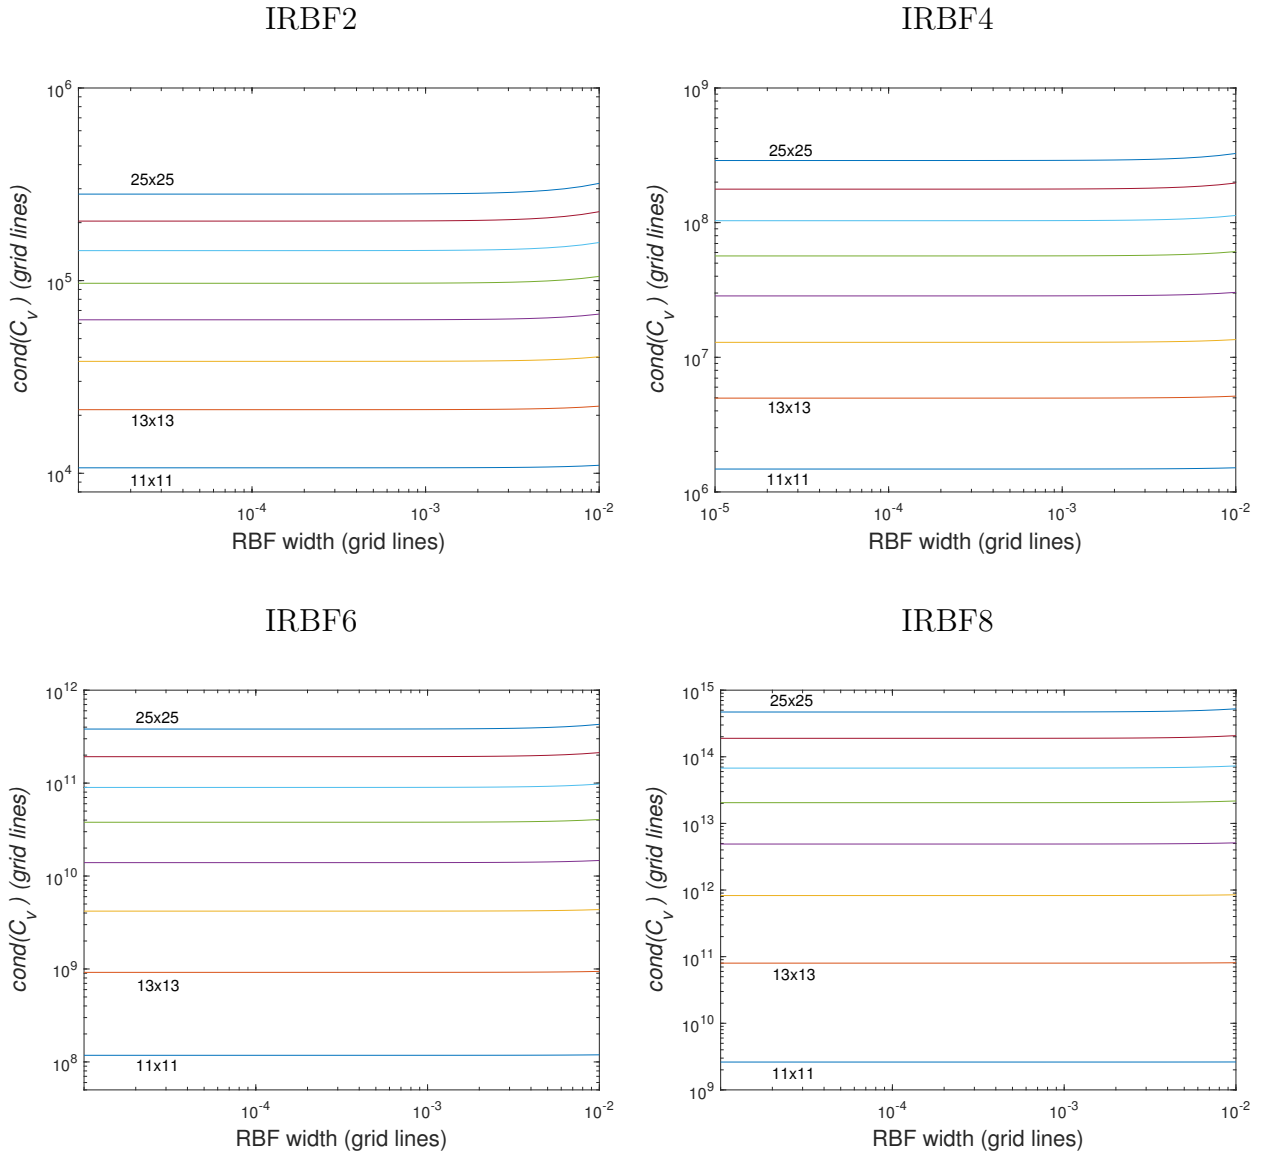 IRBF2
10^6
10^5
10^4
cond(C_v) (grid lines)
25x25
13x13
11x11
10^-4
10^-3
10^-2
RBF width (grid lines)
IRBF4
10^9
10^8
10^7
10^6
cond(C_v) (grid lines)
25x25
13x13
11x11
10^-5
10^-4
10^-3
10^-2
RBF width (grid lines)
IRBF6
10^12
10^11
10^10
10^9
10^8
cond(C_v) (grid lines)
25x25
13x13
11x11
10^-4
10^-3
10^-2
RBF width (grid lines)
IRBF8
10^15
10^14
10^13
10^12
10^11
10^10
10^9
cond(C_v) (grid lines)
25x25
13x13
11x11
10^-4
10^-3
10^-2
RBF width (grid lines)